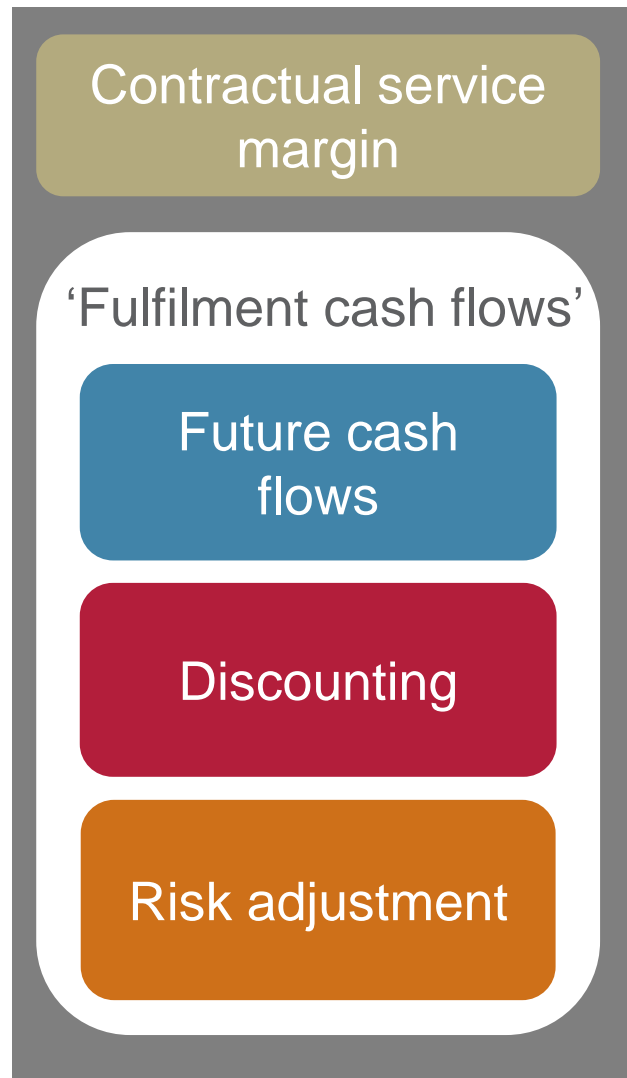 Contractual service
margin
‘Fulfilment cash flows’
Future cash
flows
Discounting
Risk adjustment